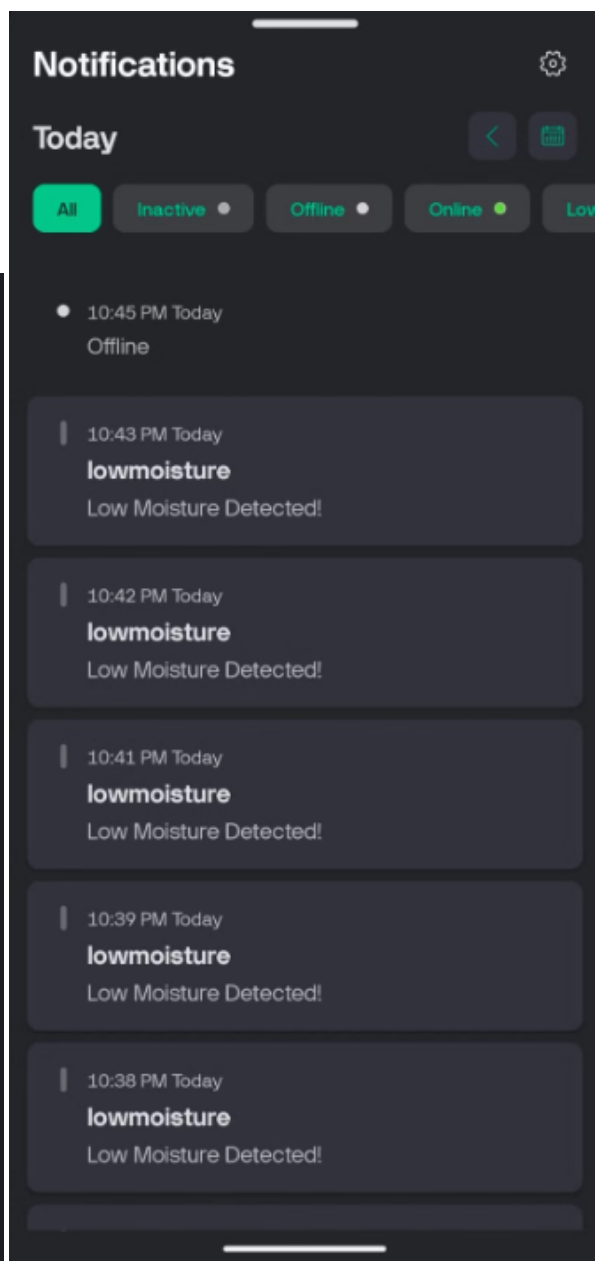 Notifications
Today
All Inactive Offline Online Low
10:45 PM Today
Offline
10:43 PM Today
lowmoisture
Low Moisture Detected!
10:42 PM Today
lowmoisture
Low Moisture Detected!
10:41 PM Today
lowmoisture
Low Moisture Detected!
10:39 PM Today
lowmoisture
Low Moisture Detected!
10:38 PM Today
lowmoisture
Low Moisture Detected!